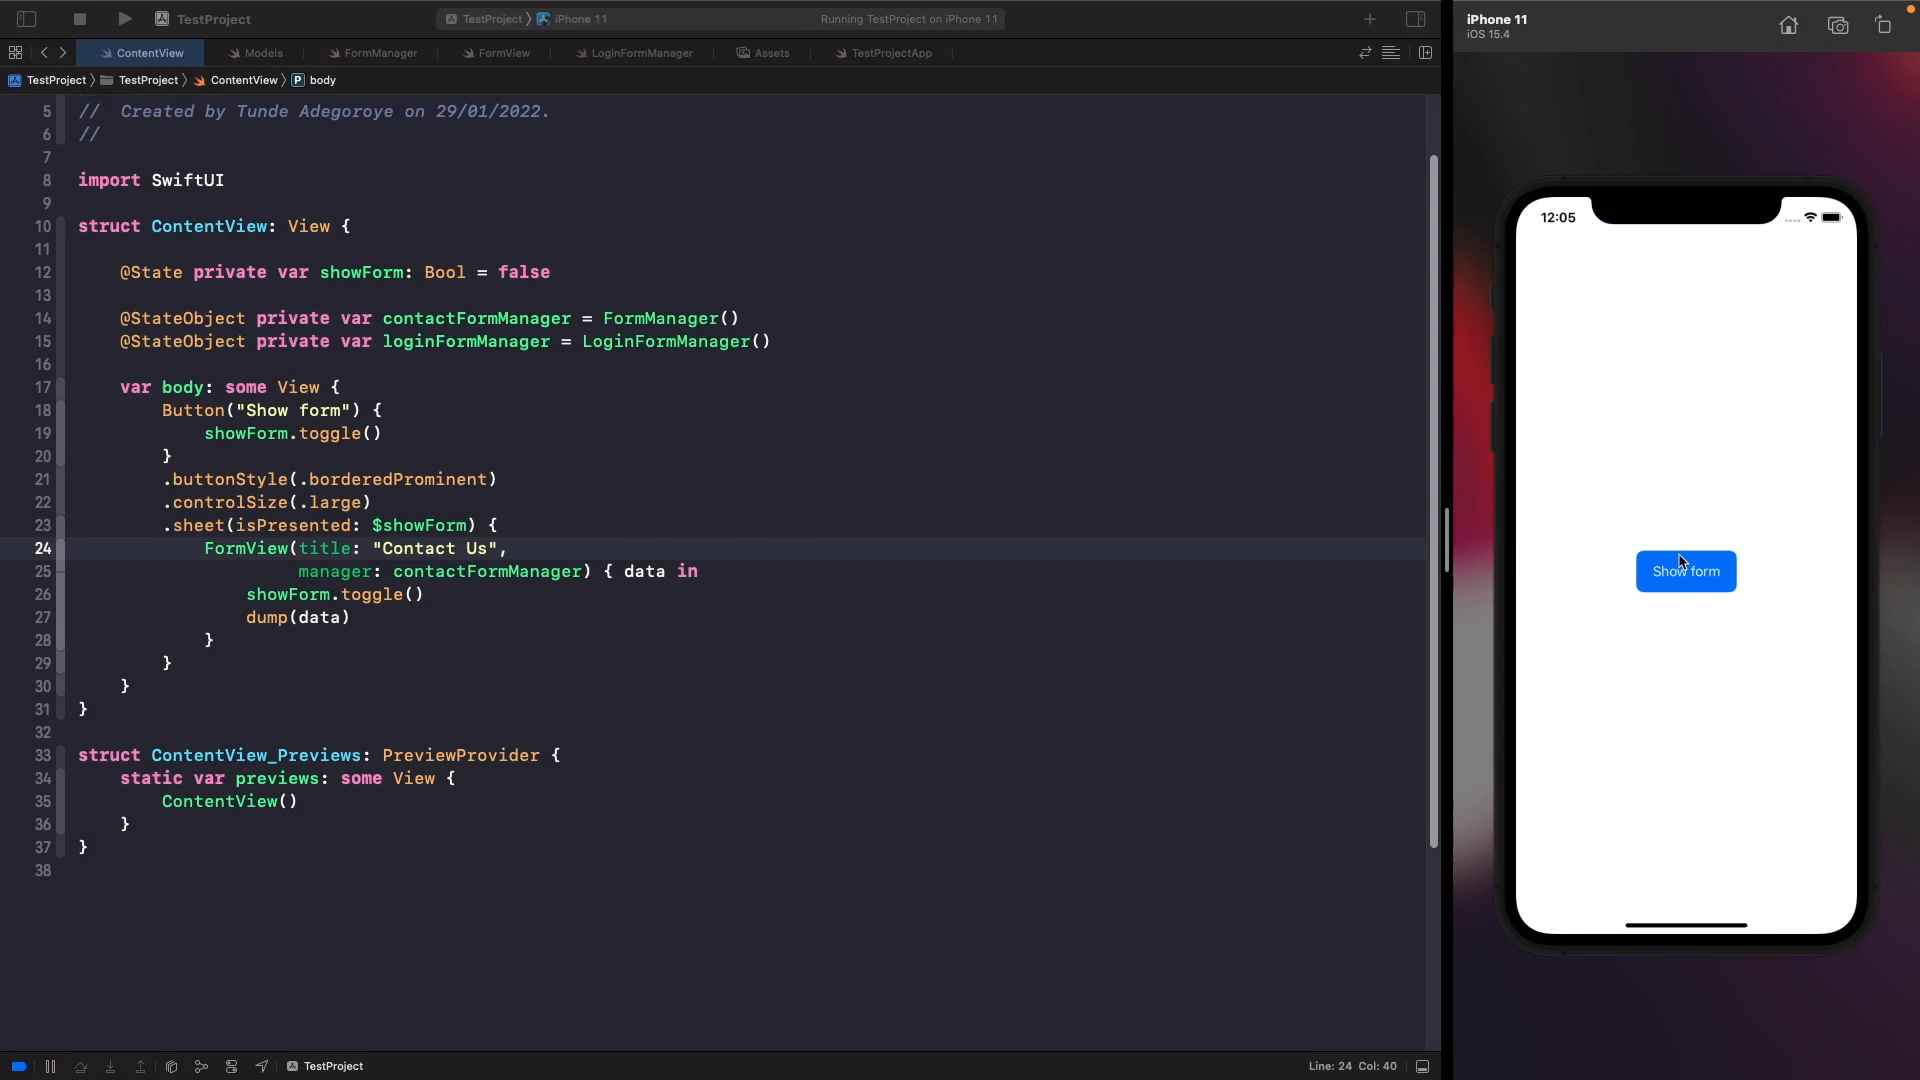 TestProject
TestProject 〉 iPhone 11
Running TestProject on iPhone 11
ContentView
Models
FormManager
FormView
LoginFormManager
Assets
TestProjectApp
TestProject 〉 TestProject 〉 ContentView 〉 P body
5 //  Created by Tunde Adegoroye on 29/01/2022.
6 //
7
8 import SwiftUI
9
10 struct ContentView: View {
11
12     @State private var showForm: Bool = false
13
14     @StateObject private var contactFormManager = FormManager()
15     @StateObject private var loginFormManager = LoginFormManager()
16
17     var body: some View {
18         Button("Show form") {
19             showForm.toggle()
20         }
21         .buttonStyle(.borderedProminent)
22         .controlSize(.large)
23         .sheet(isPresented: $showForm) {
24             FormView(title: "Contact Us",
25                      manager: contactFormManager) { data in
26                 showForm.toggle()
27                 dump(data)
28             }
29         }
30     }
31 }
32
33 struct ContentView_Previews: PreviewProvider {
34     static var previews: some View {
35         ContentView()
36     }
37 }
38
TestProject
Line: 24 Col: 40
iPhone 11
iOS 15.4
12:05
Show form